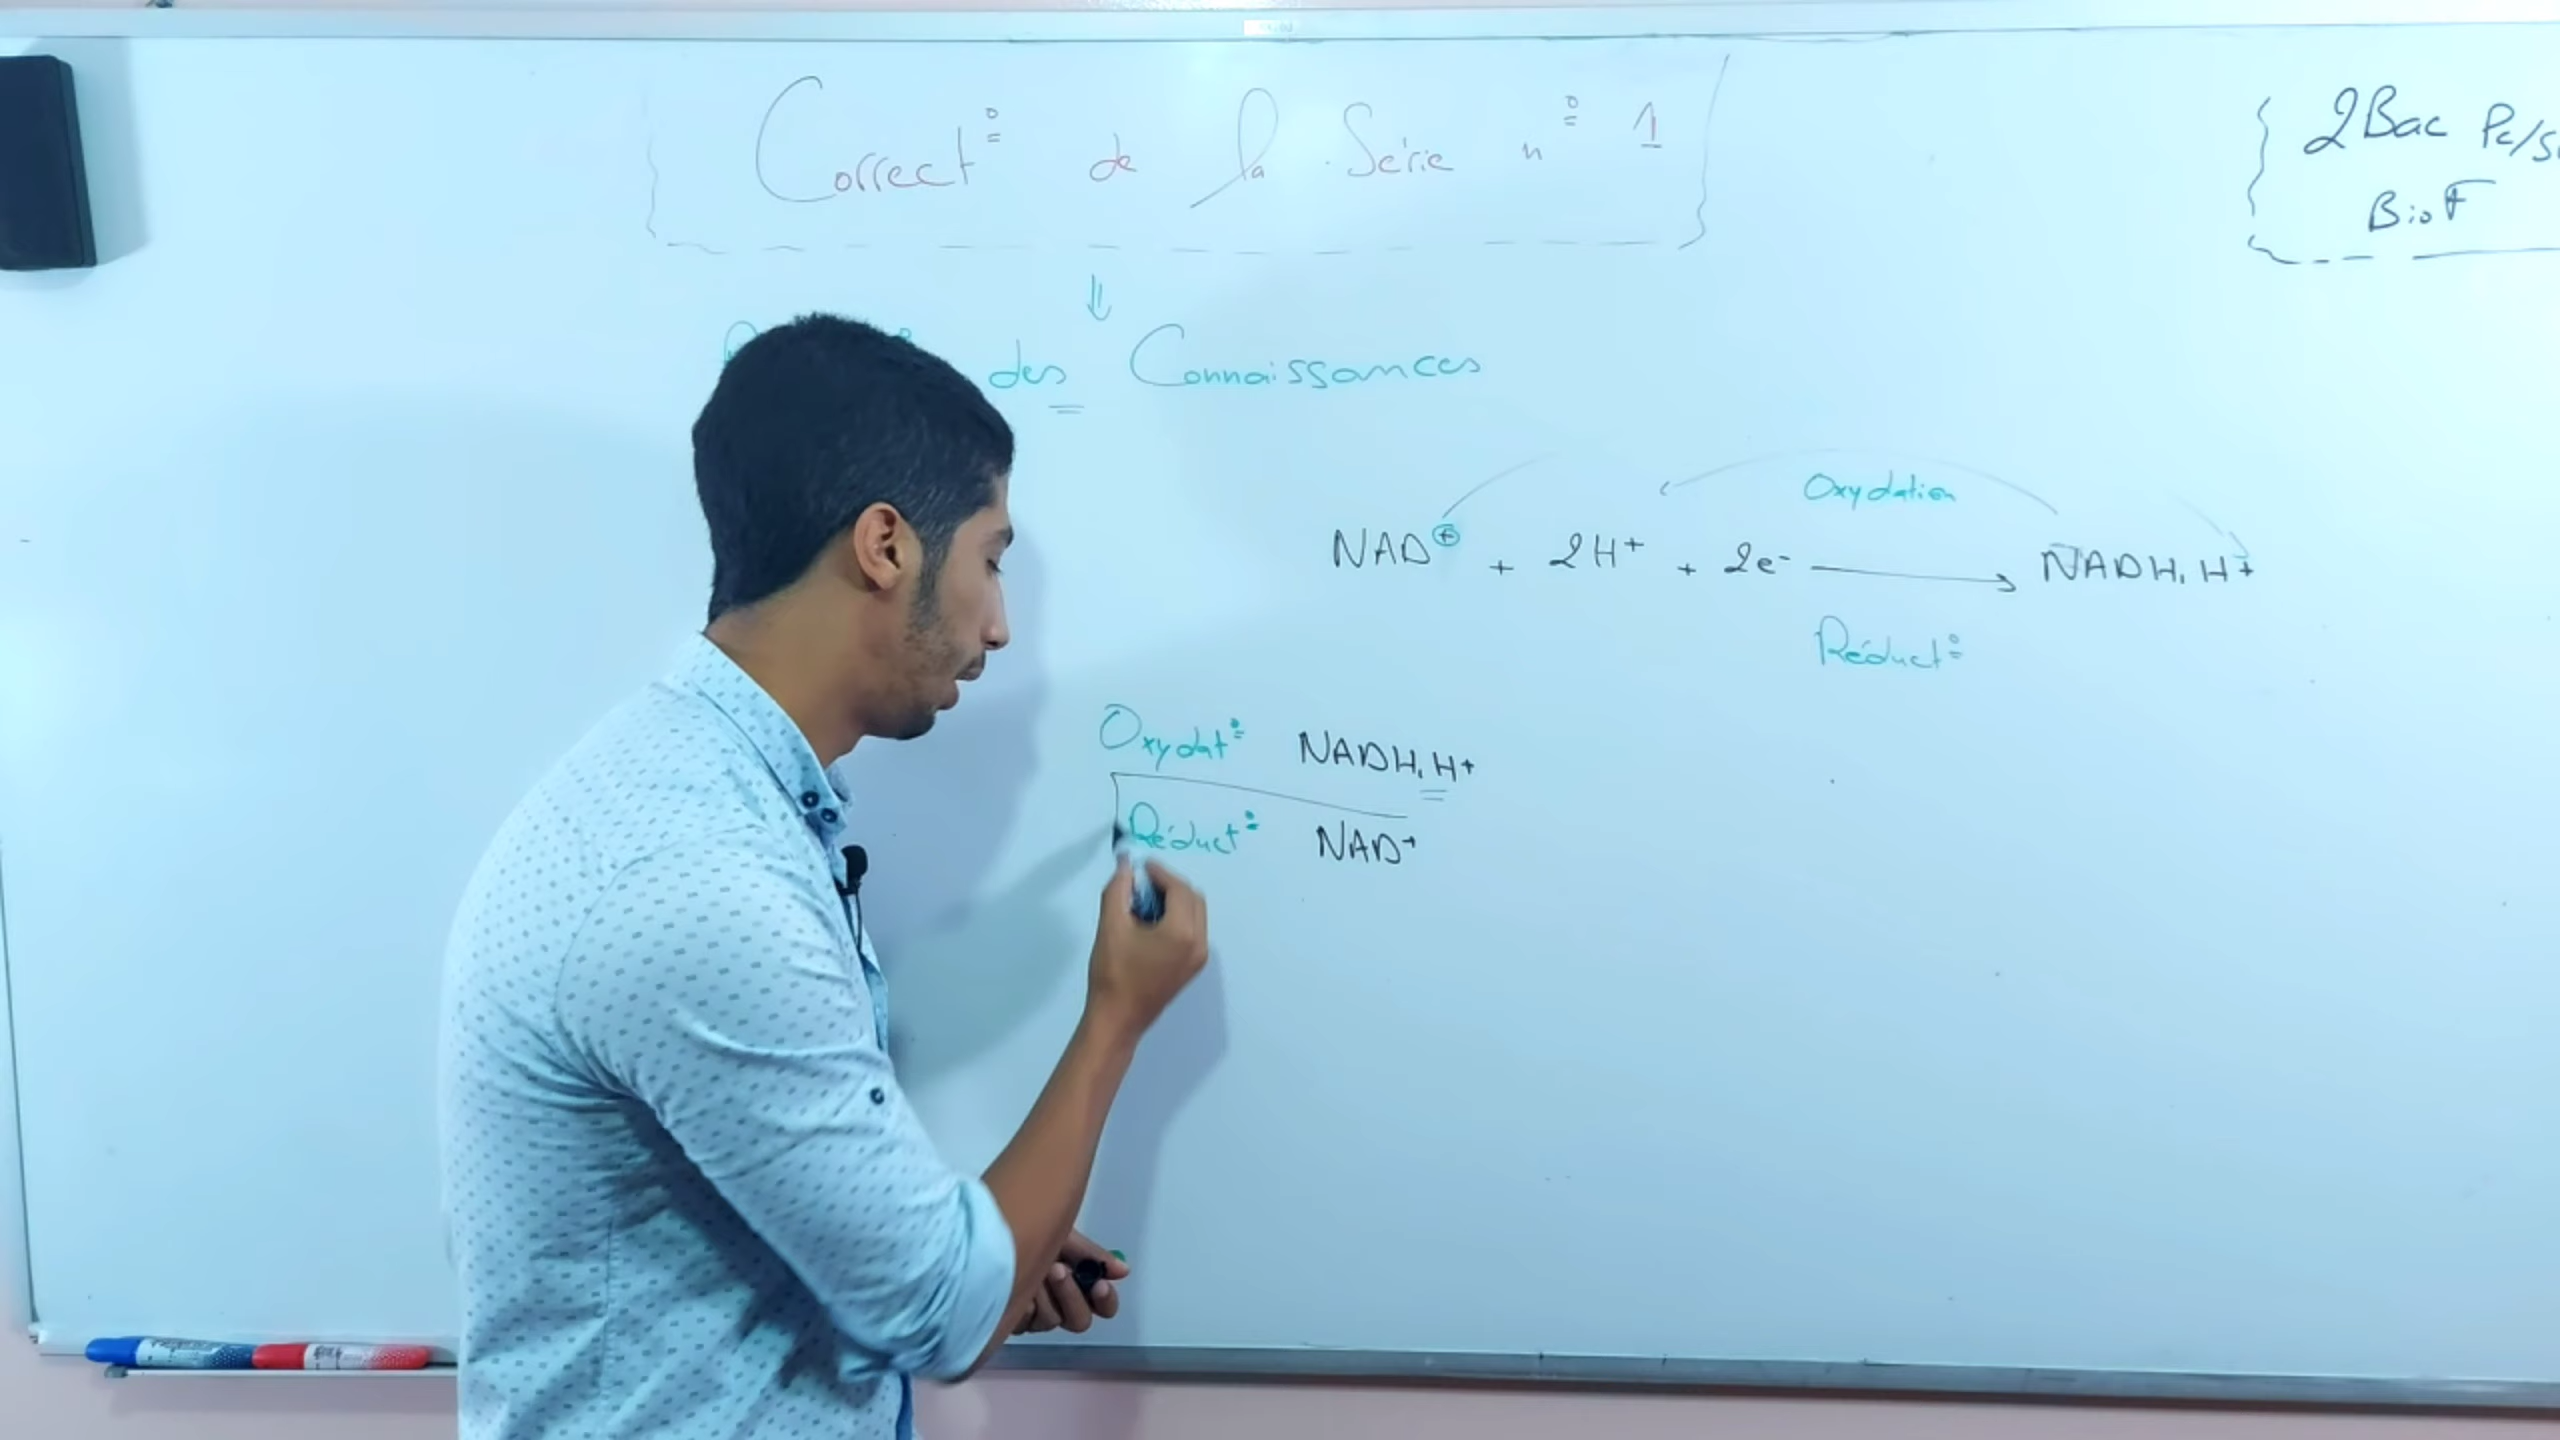 Correct° de la Série n° 1
2Bac Pc/
BioF
⇓
des Connaissances
Oxydation
NAD⊕ + 2H+ + 2e- → NADH, H+
Réduct°
Oxydat° NADH, H+
Réduct° NAD+